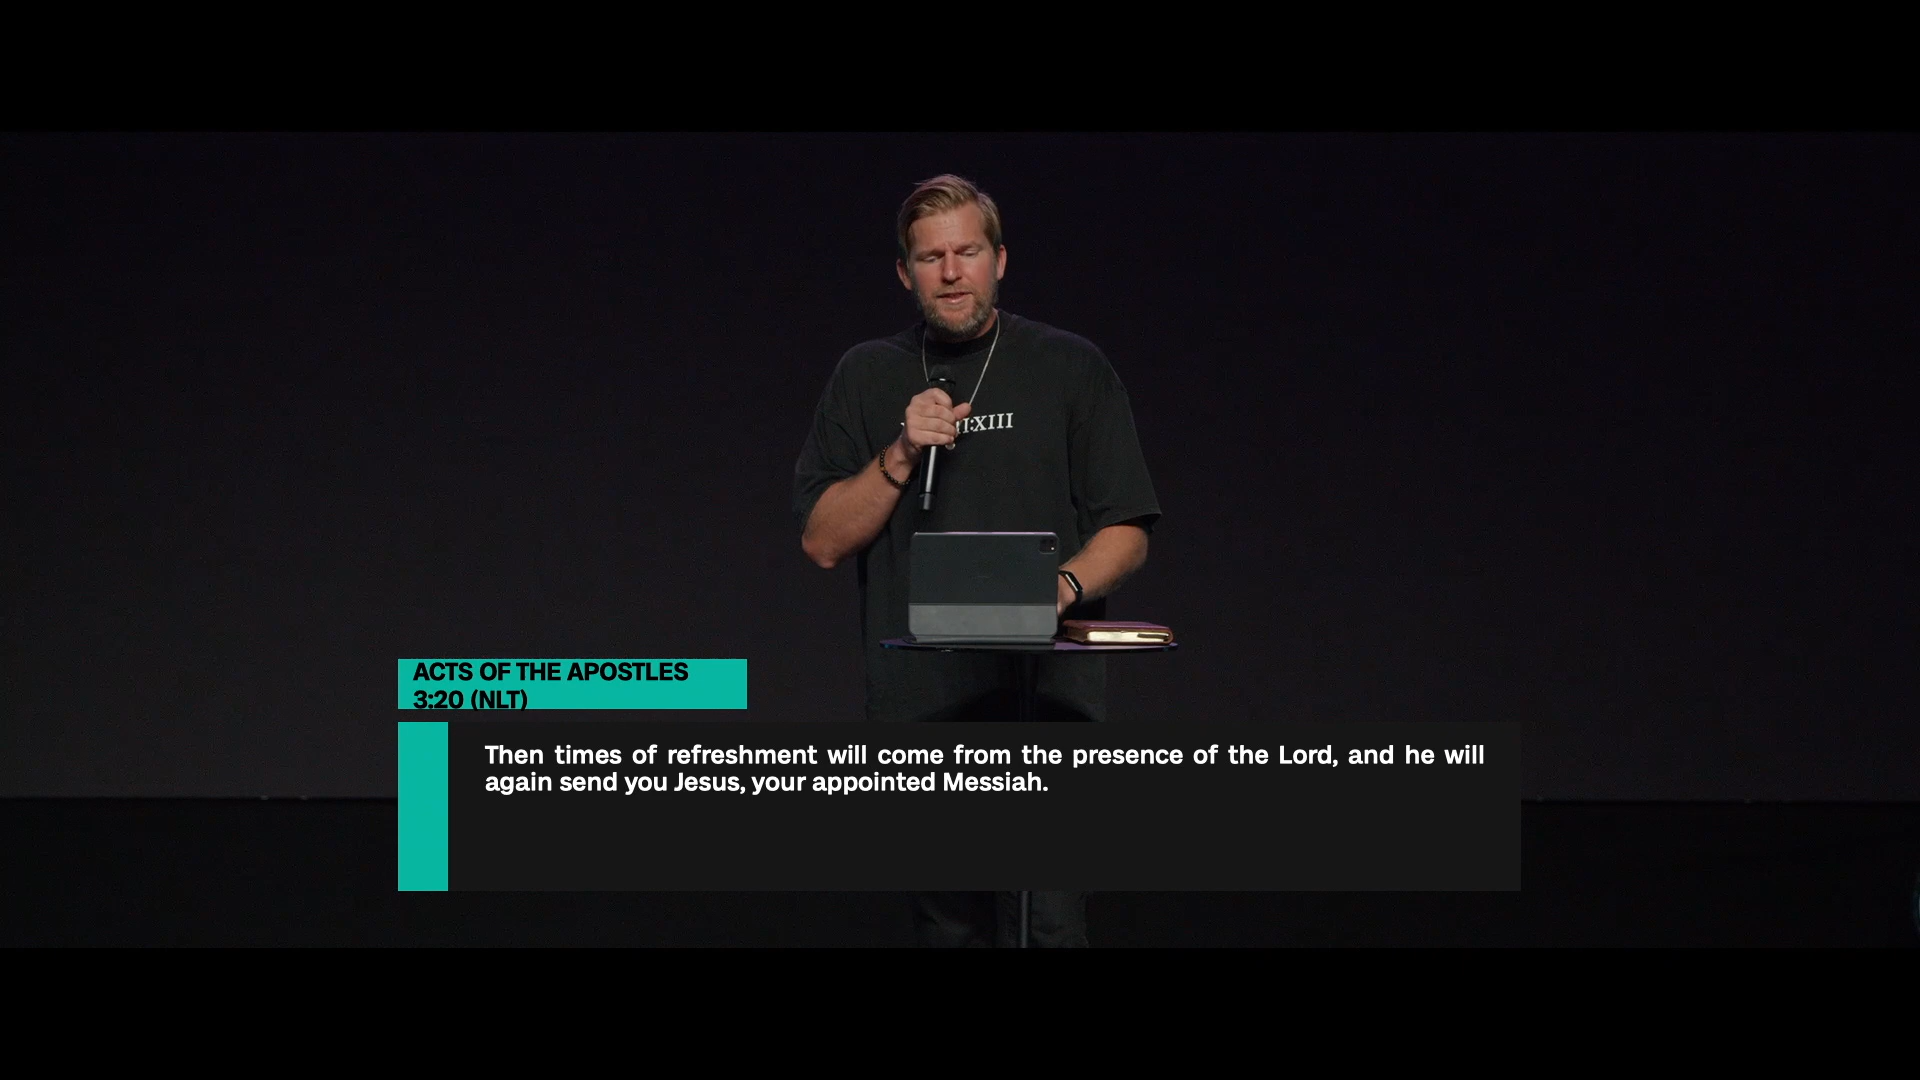 I:XIII
ACTS OF THE APOSTLES
3:20 (NLT)
Then times of refreshment will come from the presence of the Lord, and he will
again send you Jesus, your appointed Messiah.